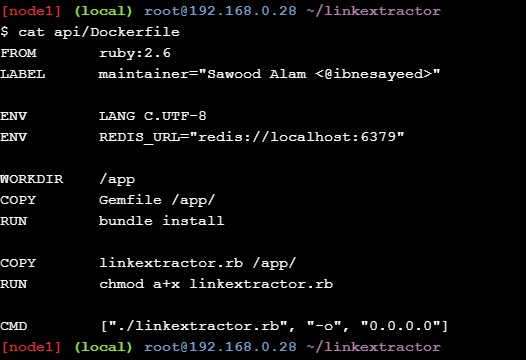 [node1] (local) root@192.168.0.28 ~/linkextractor
$ cat api/Dockerfile
FROM       ruby:2.6
LABEL      maintainer="Sawood Alam <@ibnesayeed>"
ENV        LANG C.UTF-8
ENV        REDIS_URL="redis://localhost:6379"
WORKDIR    /app
COPY       Gemfile /app/
RUN        bundle install
COPY       linkextractor.rb /app/
RUN        chmod a+x linkextractor.rb
CMD        ["./linkextractor.rb", "-o", "0.0.0.0"]
[node1] (local) root@192.168.0.28 ~/linkextractor